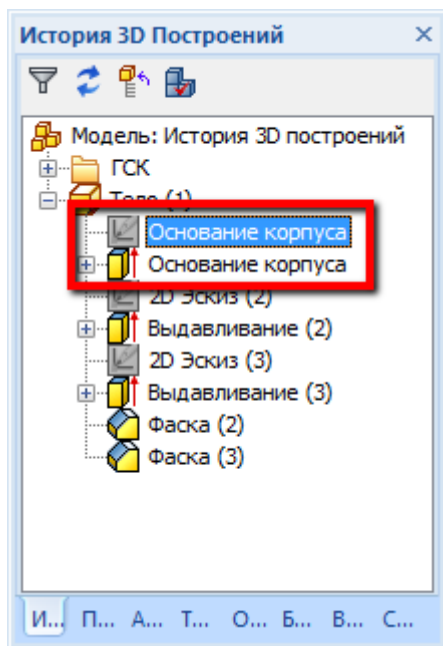 История 3D Построений
Модель: История 3D построений
ГСК
Тело (1)
Основание корпуса
Основание корпуса
2D Эскиз (2)
Выдавливание (2)
2D Эскиз (3)
Выдавливание (3)
Фаска (2)
Фаска (3)
И... П... А... Т... О... Б... В... С...